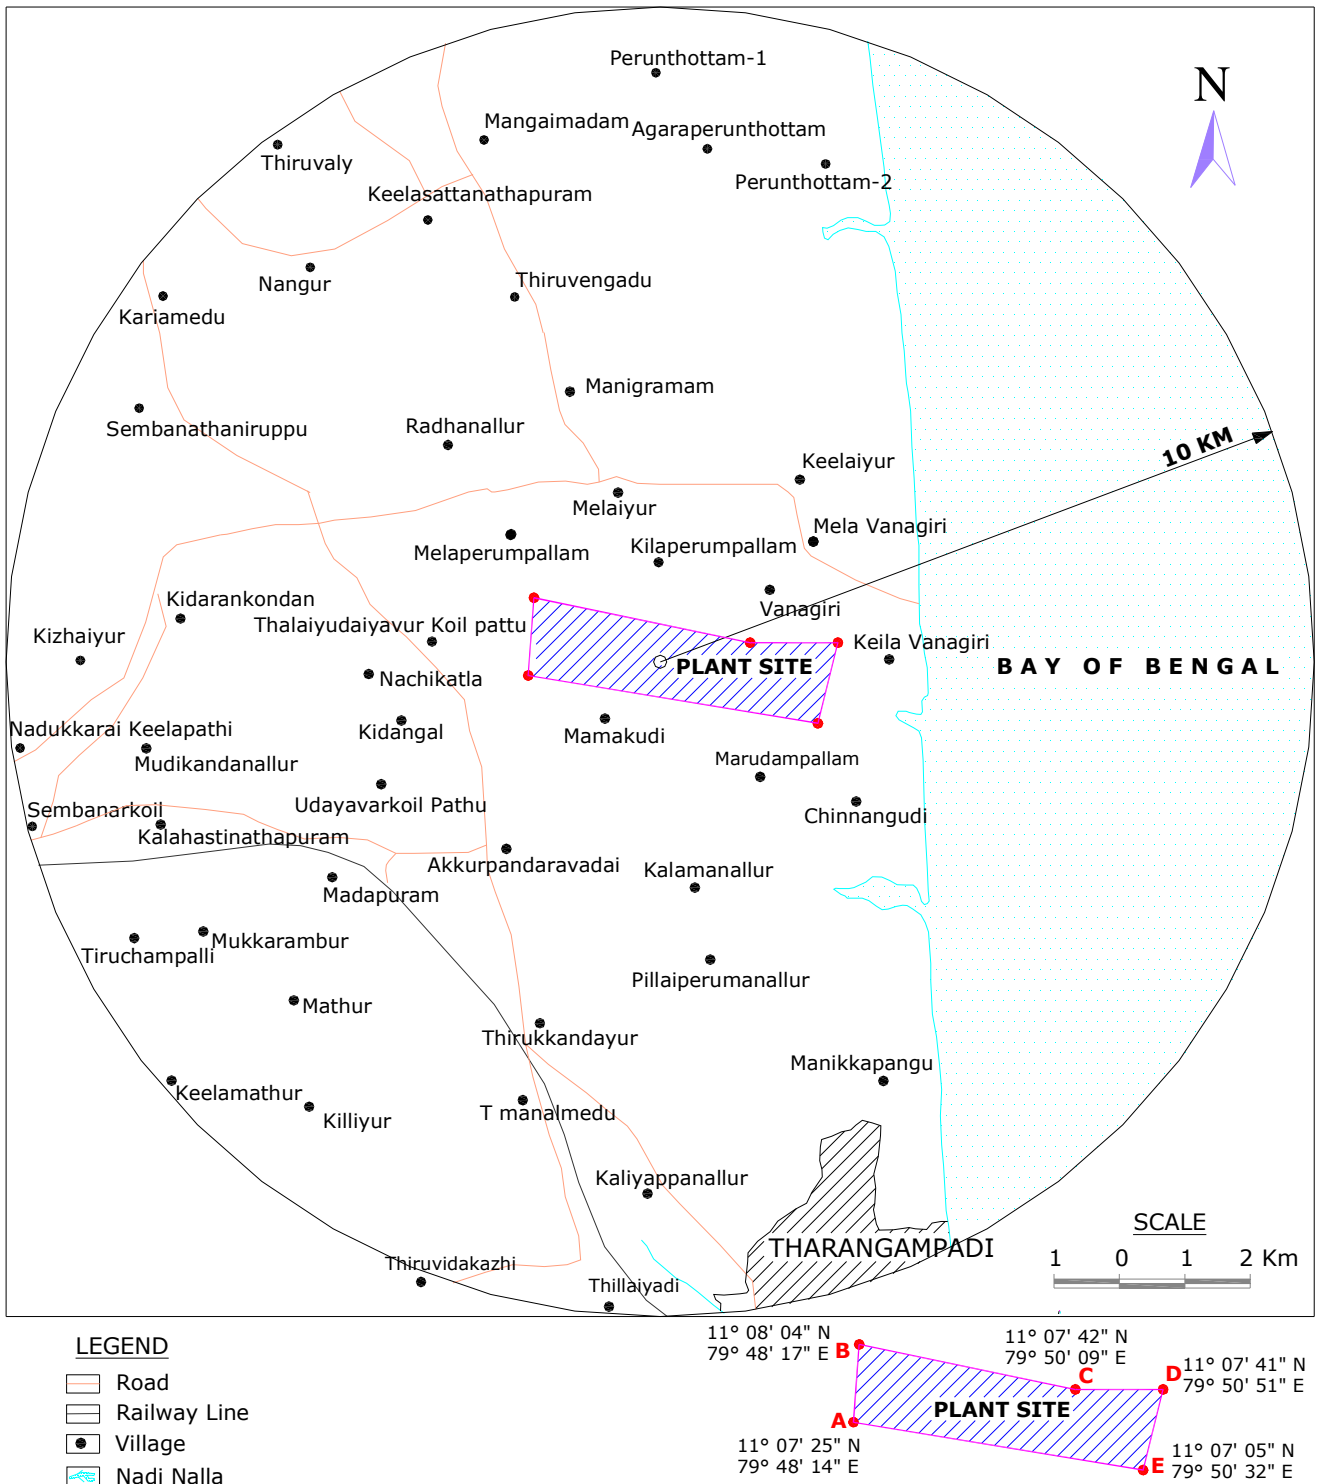 Perunthottam-1
N
Mangaimadam
Agaraperunthottam
Thiruvaly
Perunthottam-2
Keelasattanathapuram
Nangur
Thiruvengadu
Kariamedu
Manigramam
Sembanathaniruppu
Radhanallur
10 KM
Keelaiyur
Melaiyur
Mela Vanagiri
Melaperumpallam
Kilaperumpallam
Kidarankondan
Vanagiri
Thalaiyudaiyavur Koil pattu
Kizhaiyur
Keila Vanagiri
PLANT SITE
BAY OF BENGAL
Nachikatla
Nadukkarai Keelapathi
Kidangal
Mamakudi
Mudikandanallur
Marudampallam
Udayavarkoil Pathu
Sembanarkoil
Chinnangudi
Kalahastinathapuram
Akkurpandaravadai
Kalamanallur
Madapuram
Mukkarambur
Tiruchampalli
Pillaiperumanallur
Mathur
Thirukkandayur
Manikkapangu
Keelamathur
Killiyur
T manalmedu
Kaliyappanallur
SCALE
THARANGAMPADI
1 0 1 2 Km
Thiruvidakazhi
Thillaiyadi
LEGEND
Road
Railway Line
Village
Nadi Nalla
11° 08' 04" N
79° 48' 17" E
B
11° 07' 42" N
79° 50' 09" E
C
D
11° 07' 41" N
79° 50' 51" E
PLANT SITE
A
11° 07' 25" N
79° 48' 14" E
E
11° 07' 05" N
79° 50' 32" E